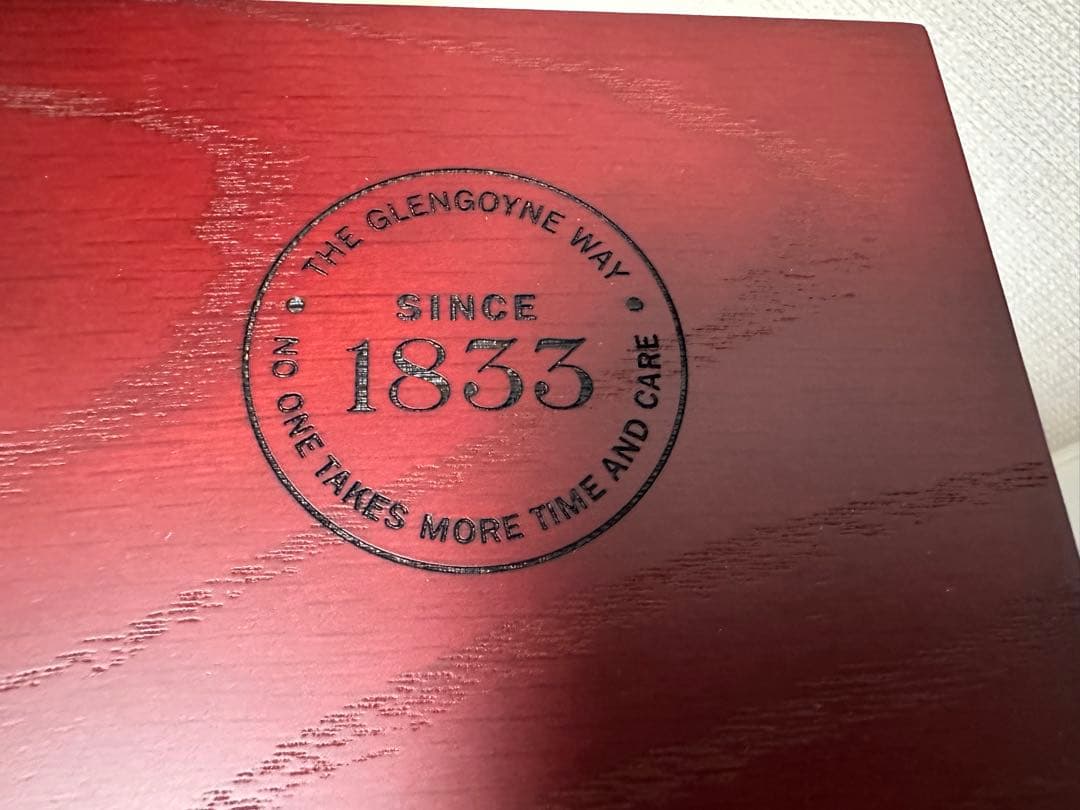 THE GLENGOYNE WAY
SINCE
1833
NO ONE TAKES MORE TIME AND CARE